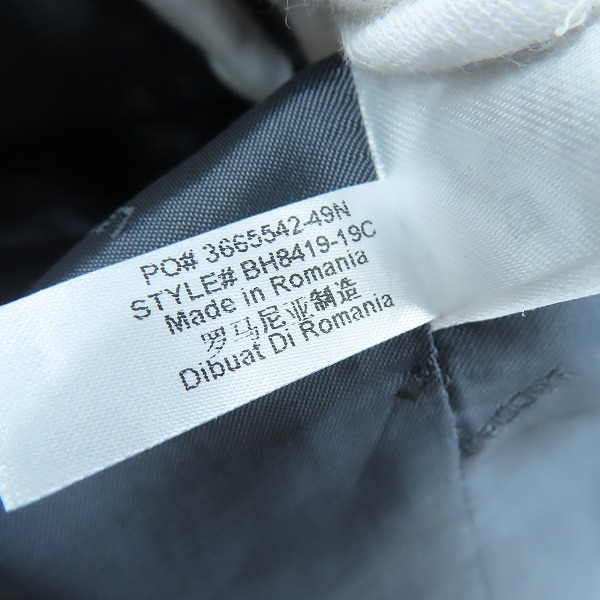 PO# 3665542-49N
STYLE# BH8419-19C
Made in Romania
罗马尼亚制造
Dibuat Di Romania